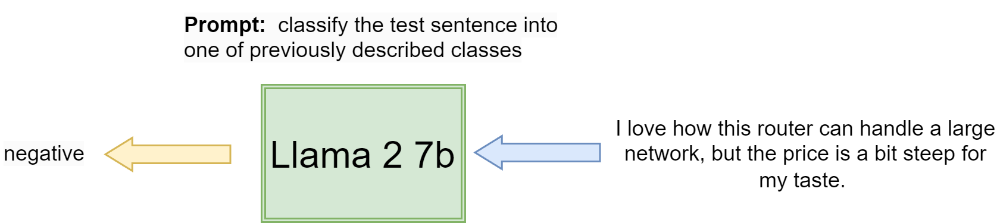 Prompt: classify the test sentence into
one of previously described classes
negative
Llama 2 7b
I love how this router can handle a large
network, but the price is a bit steep for
my taste.